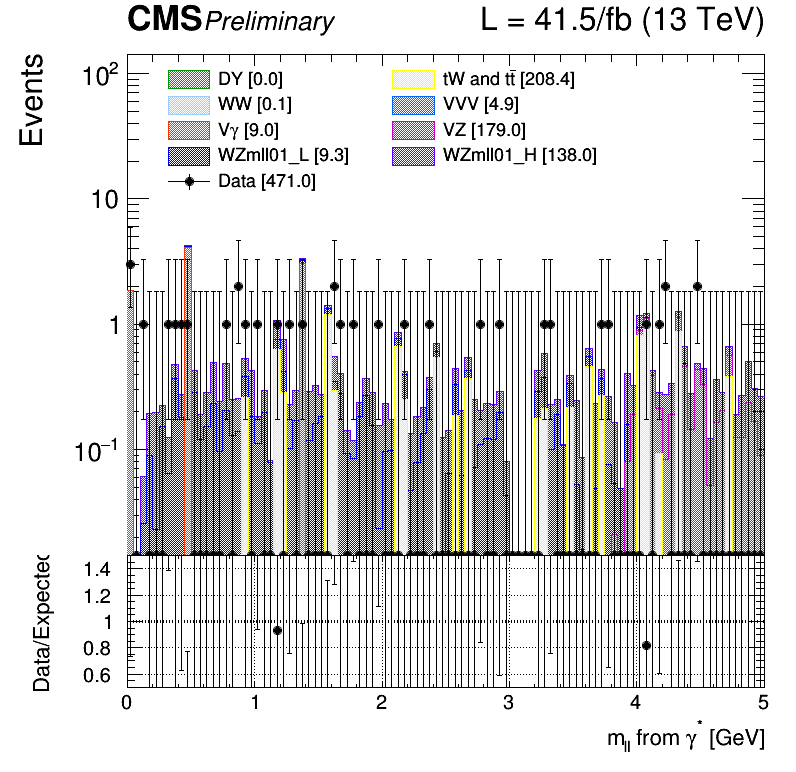 CMS Preliminary L = 41.5/fb (13 TeV)
Events
10²
10
1
10⁻¹
DY [0.0]
WW [0.1]
Vγ [9.0]
WZmll01_L [9.3]
Data [471.0]
tW and tt̄ [208.4]
VVV [4.9]
VZ [179.0]
WZmll01_H [138.0]
Data/Expected
1.4
1.2
1
0.8
0.6
0 1 2 3 4 5
m_ll from γ* [GeV]